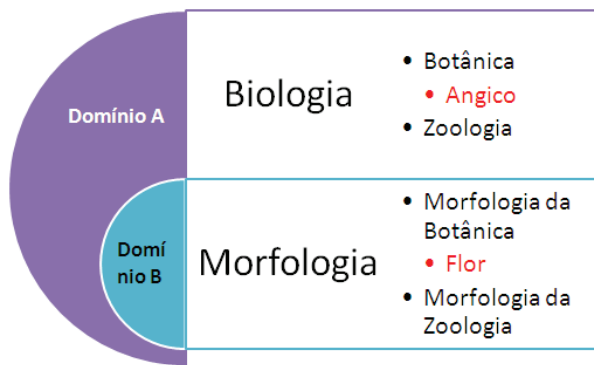 Domínio A
Biologia
• Botânica
• Angico
• Zoologia
Domí
nio B
Morfologia
• Morfologia da
Botânica
• Flor
• Morfologia da
Zoologia